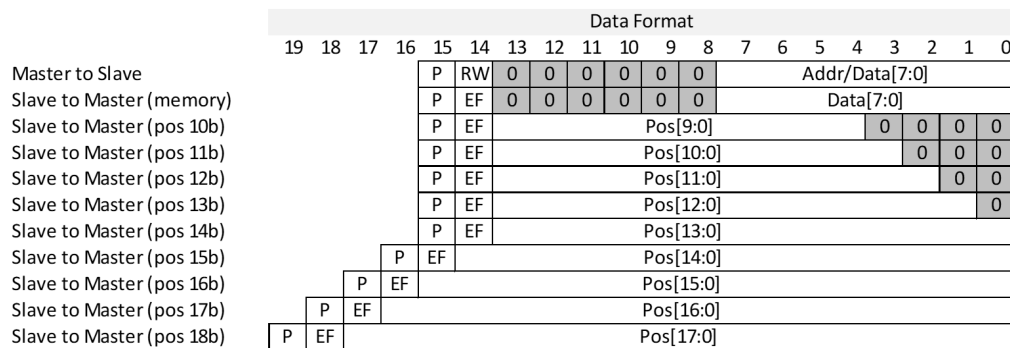 Data Format
19 18 17 16 15 14 13 12 11 10 9 8 7 6 5 4 3 2 1 0
Master to Slave P RW 0 0 0 0 0 0 Addr/Data[7:0]
Slave to Master (memory) P EF 0 0 0 0 0 0 Data[7:0]
Slave to Master (pos 10b) P EF Pos[9:0] 0 0 0 0
Slave to Master (pos 11b) P EF Pos[10:0] 0 0 0
Slave to Master (pos 12b) P EF Pos[11:0] 0 0
Slave to Master (pos 13b) P EF Pos[12:0] 0
Slave to Master (pos 14b) P EF Pos[13:0]
Slave to Master (pos 15b) P EF Pos[14:0]
Slave to Master (pos 16b) P EF Pos[15:0]
Slave to Master (pos 17b) P EF Pos[16:0]
Slave to Master (pos 18b) P EF Pos[17:0]